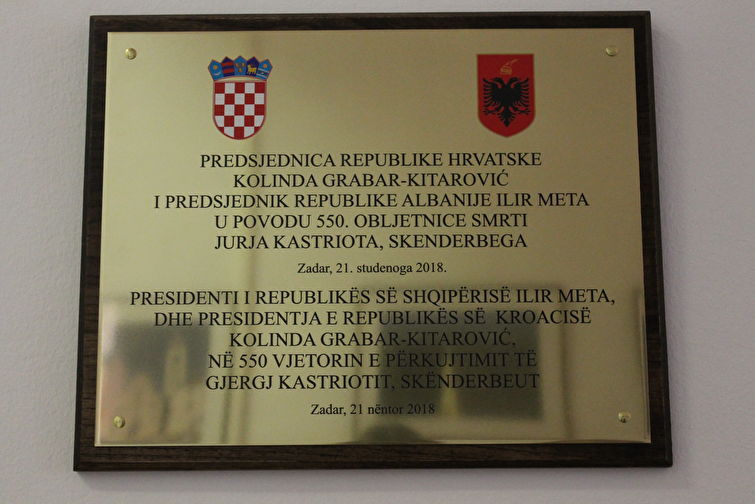 PREDSJEDNICA REPUBLIKE HRVATSKE
KOLINDA GRABAR-KITAROVIĆ
I PREDSJEDNIK REPUBLIKE ALBANIJE ILIR META
U POVODU 550. OBLJETNICE SMRTI
JURJA KASTRIOTA, SKENDERBEGA
Zadar, 21. studenoga 2018.
PRESIDENTI I REPUBLIKËS SË SHQIPËRISË ILIR META,
DHE PRESIDENTJA E REPUBLIKËS SË KROACISË
KOLINDA GRABAR-KITAROVIĆ,
NË 550 VJETORIN E PËRKUJTIMIT TË
GJERGJ KASTRIOTIT, SKËNDERBEUT
Zadar, 21 nëntor 2018